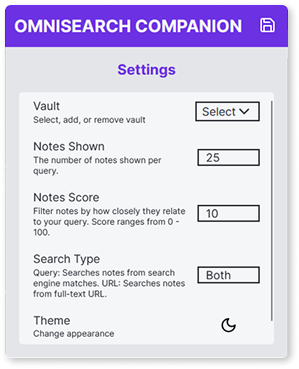 OMNISEARCH COMPANION
Settings
Vault
Select
Select, add, or remove vault
Notes Shown
25
The number of notes shown per
query.
Notes Score
10
Filter notes by how closely they relate
to your query. Score ranges from 0 -
100.
Search Type
Both
Query: Searches notes from search
engine matches. URL: Searches notes
from full-text URL.
Theme
Change appearance